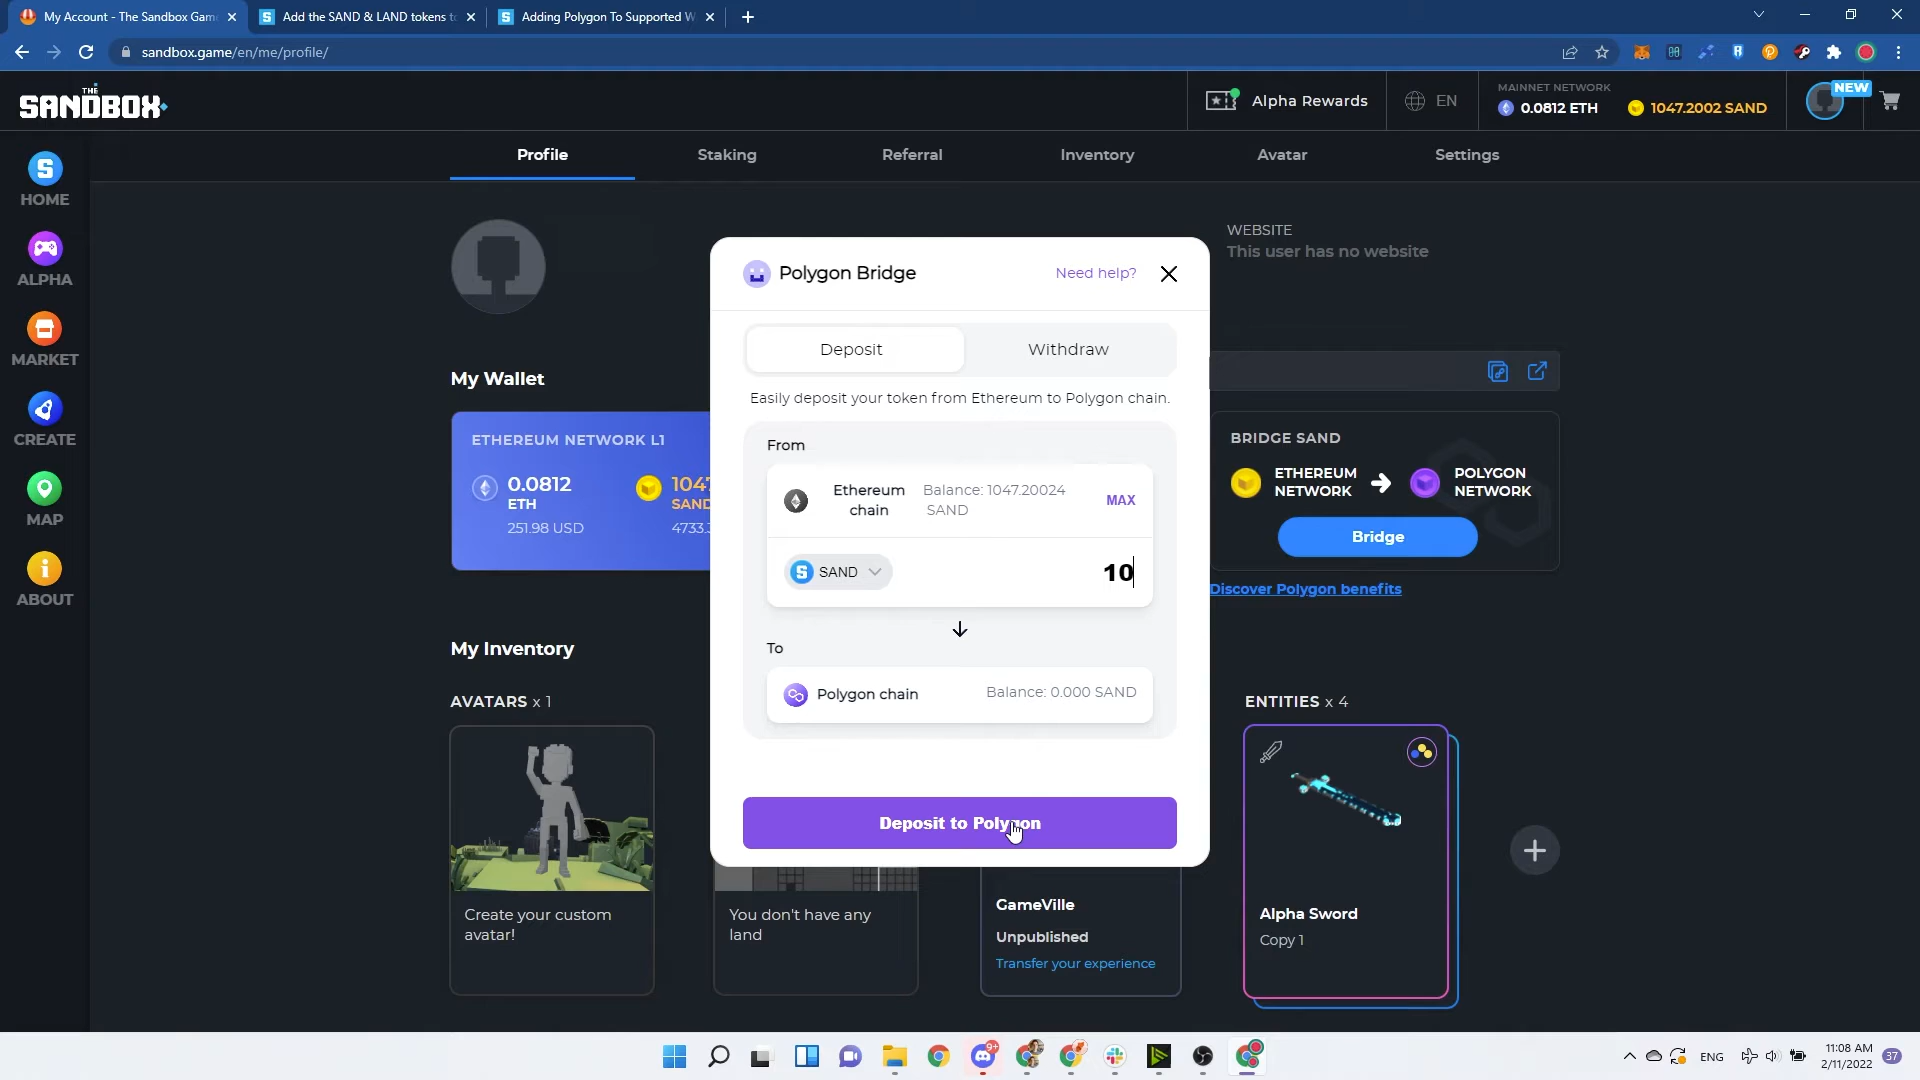 My Account - The Sandbox Gam
Add the SAND & LAND tokens to
Adding Polygon To Supported W
sandbox.game/en/me/profile/
THE
SANDBOX
Alpha Rewards
EN
MAINNET NETWORK
0.0812 ETH
1047.2002 SAND
NEW
Profile
Staking
Referral
Inventory
Avatar
Settings
HOME
ALPHA
MARKET
CREATE
MAP
ABOUT
WEBSITE
This user has no website
My Wallet
ETHEREUM NETWORK L1
0.0812
ETH
251.98 USD
1047
SAND
4733.
Polygon Bridge
Need help?
Deposit
Withdraw
Easily deposit your token from Ethereum to Polygon chain.
From
Ethereum
chain
Balance: 1047.20024
SAND
MAX
SAND
10
To
Polygon chain
Balance: 0.000 SAND
Deposit to Polygon
BRIDGE SAND
ETHEREUM
NETWORK
POLYGON
NETWORK
Bridge
Discover Polygon benefits
My Inventory
AVATARS x 1
Create your custom
avatar!
You don't have any
land
GameVille
Unpublished
Transfer your experience
ENTITIES x 4
Alpha Sword
Copy 1
9+
ENG
11:08 AM
2/11/2022
37